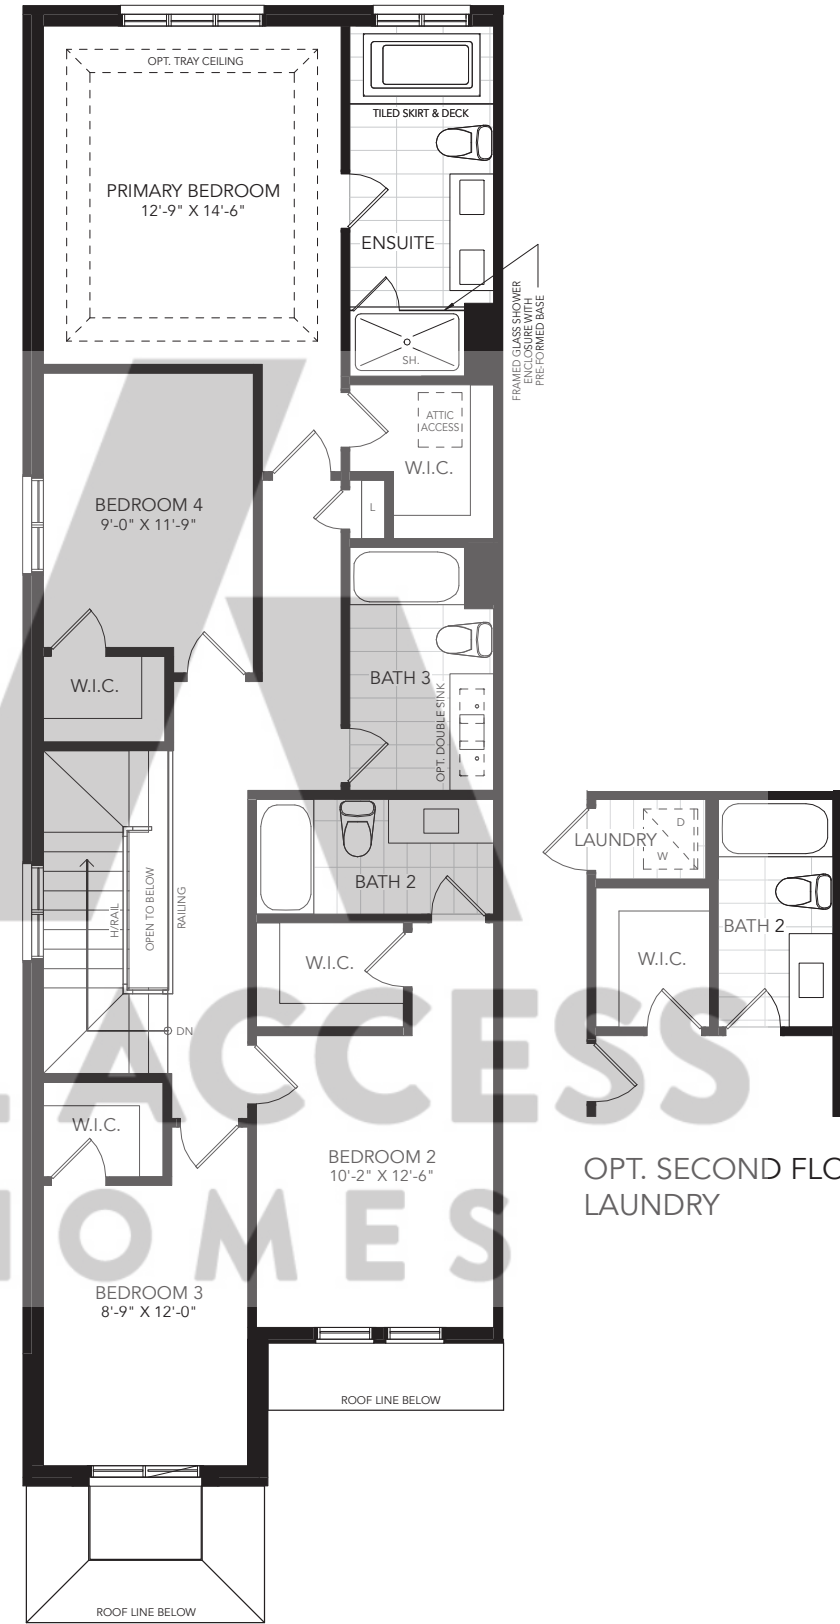 OPT. TRAY CEILING
TILED SKIRT & DECK
PRIMARY BEDROOM
12'-9" X 14'-6"
ENSUITE
FRAMED GLASS SHOWER
ENCLOSURE WITH
PRE-FORMED BASE
SH.
ATTIC
ACCESS
W.I.C.
BEDROOM 4
9'-0" X 11'-9"
L
W.I.C.
BATH 3
OPT. DOUBLE SINK
BATH 2
H/RAIL
OPEN TO BELOW
RAILING
W.I.C.
DN
W.I.C.
BEDROOM 2
10'-2" X 12'-6"
BEDROOM 3
8'-9" X 12'-0"
ROOF LINE BELOW
ROOF LINE BELOW
LAUNDRY
D
W
BATH 2
W.I.C.
OPT. SECOND FLO
LAUNDRY
ACCESS
HOMES